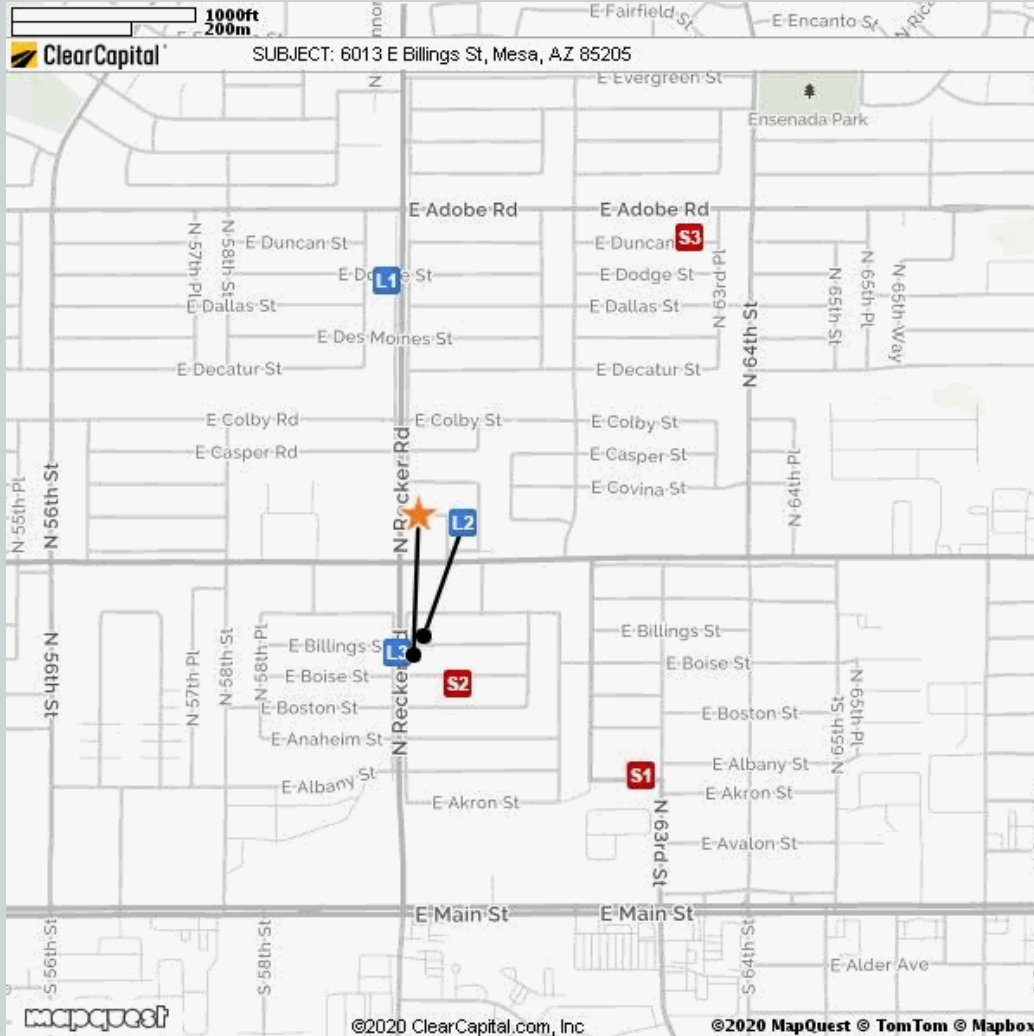 1000ft
200m
E Fairfield St
E Encanto St
ClearCapital
SUBJECT: 6013 E Billings St, Mesa, AZ 85205
E Evergreen St
Ensenada Park
E Adobe Rd
E Adobe Rd
E Duncan St
E Duncan
S3
N 57th Pl
N 58th St
N 63rd Pl
L1
E Dodge St
E Dallas St
E Dallas St
N 65th St
N 65th Pl
N 65th Way
E Des Moines St
N 64th St
E Decatur St
E Decatur St
E Colby Rd
E Colby St
E Colby St
E Casper Rd
E Casper St
N 55th Pl
N 56th St
N Recker Rd
E Covina St
N 64th Pl
L2
E Billings St
E Billings St
L3
E Boise St
E Boise St
S2
N 56th St
N 57th Pl
N 58th St
N 58th Pl
E Boston St
E Boston St
N 65th St
N 65th Pl
E Anaheim St
E Albany St
E Albany St
S1
E Akron St
E Akron St
N 63rd St
E Avalon St
E Main St
E Main St
S 56th St
S 58th St
S 64th St
E Alder Ave
mapquest
©2020 ClearCapital.com, Inc
©2020 MapQuest © TomTom © Mapbo